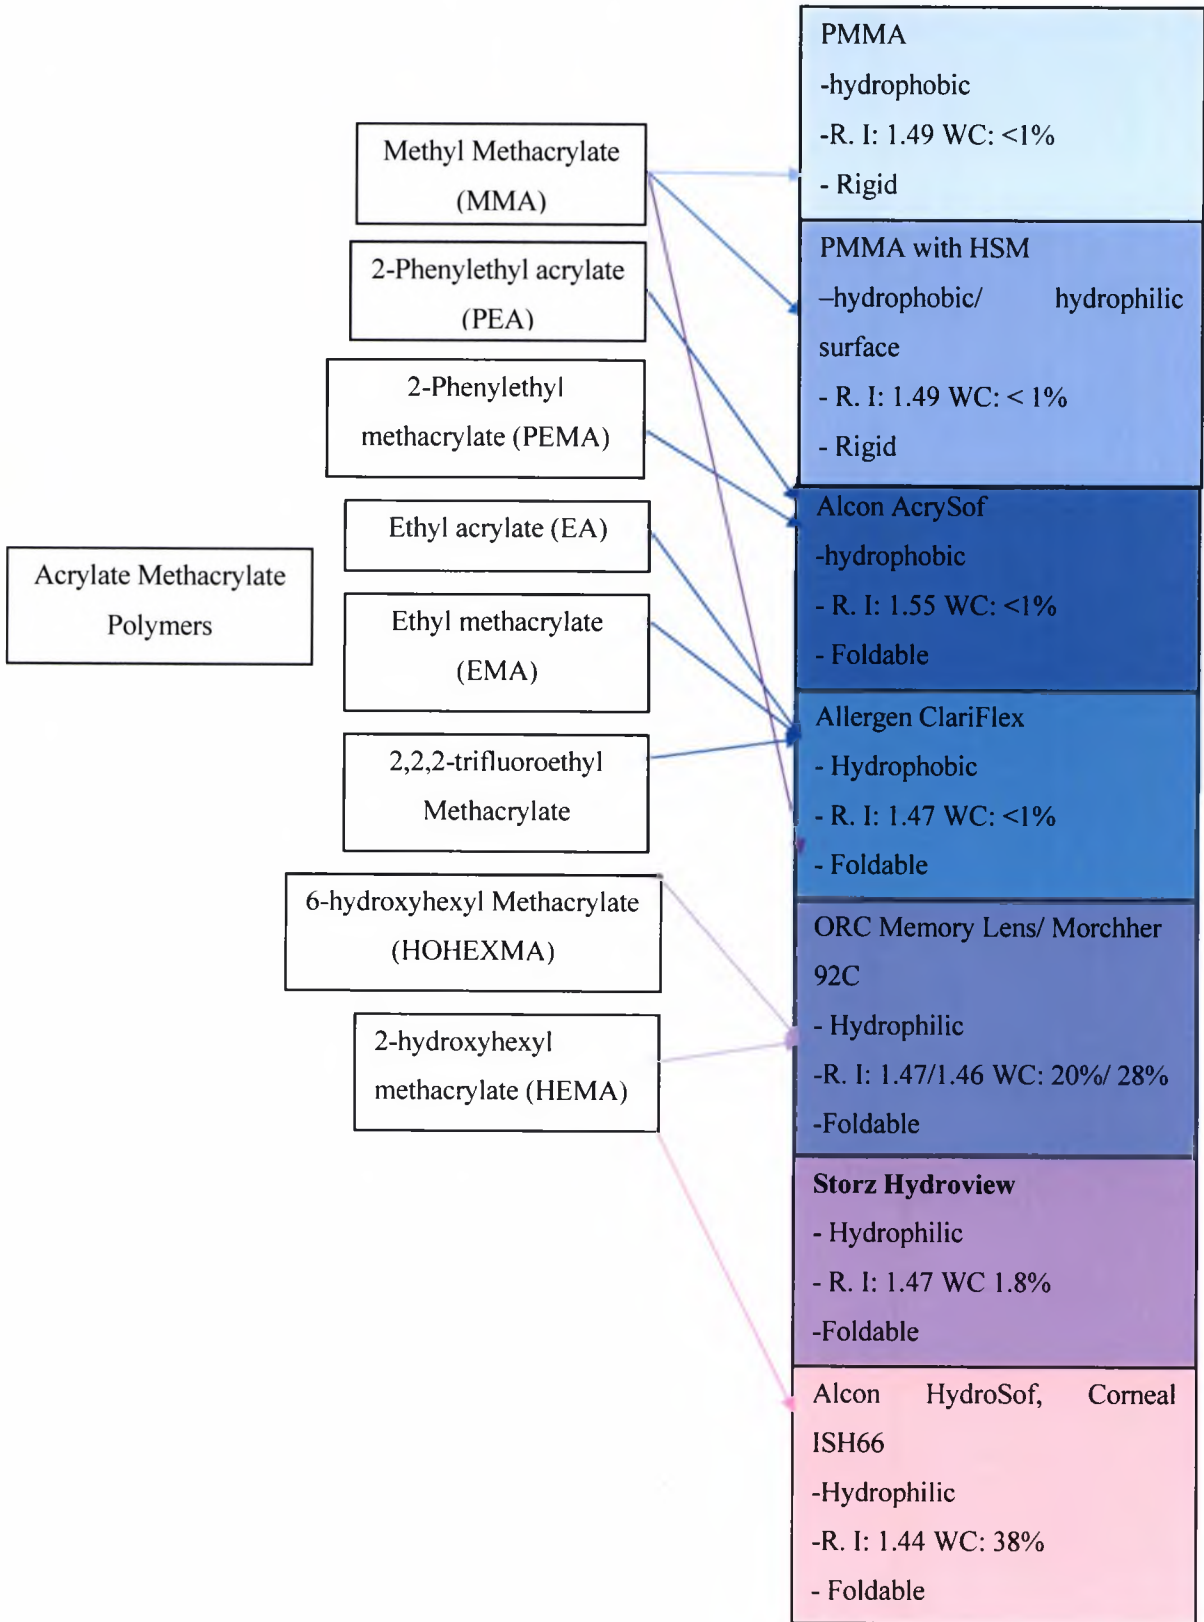 Acrylate Methacrylate
Polymers
Methyl Methacrylate
(MMA)
2-Phenylethyl acrylate
(PEA)
2-Phenylethyl
methacrylate (PEMA)
Ethyl acrylate (EA)
Ethyl methacrylate
(EMA)
2,2,2-trifluoroethyl
Methacrylate
6-hydroxyhexyl Methacrylate
(HOHEXMA)
2-hydroxyhexyl
methacrylate (HEMA)
PMMA
-hydrophobic
-R. I: 1.49 WC: <1%
- Rigid
PMMA with HSM
–hydrophobic/ hydrophilic
surface
- R. I: 1.49 WC: < 1%
- Rigid
Alcon AcrySof
-hydrophobic
- R. I: 1.55 WC: <1%
- Foldable
Allergen ClariFlex
- Hydrophobic
- R. I: 1.47 WC: <1%
- Foldable
ORC Memory Lens/ Morchher
92C
- Hydrophilic
-R. I: 1.47/1.46 WC: 20%/ 28%
-Foldable
Storz Hydroview
- Hydrophilic
- R. I: 1.47 WC 1.8%
-Foldable
Alcon HydroSof, Corneal
ISH66
-Hydrophilic
-R. I: 1.44 WC: 38%
- Foldable